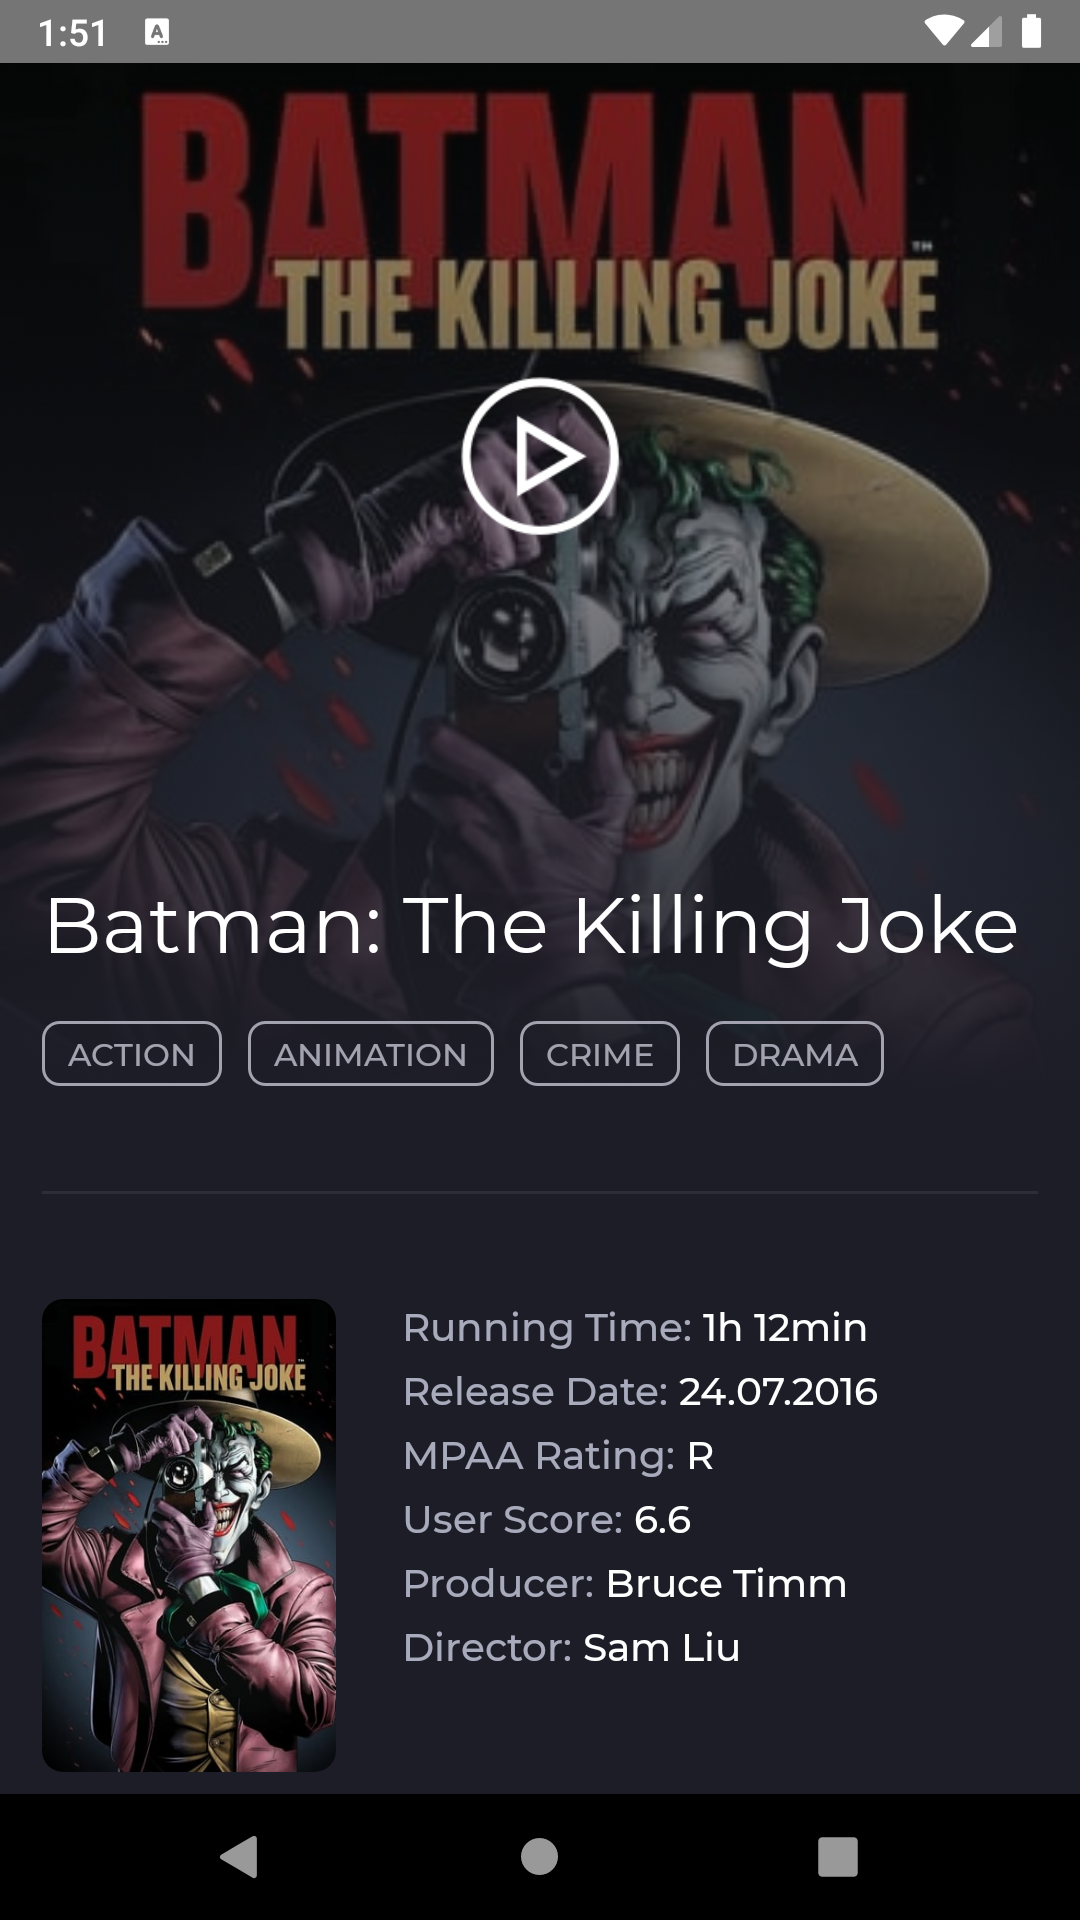 1:51
BATMAN
TM
THE KILLING JOKE
Batman: The Killing Joke
ACTION
ANIMATION
CRIME
DRAMA
BATMAN
THE KILLING JOKE
Running Time: 1h 12min
Release Date: 24.07.2016
MPAA Rating: R
User Score: 6.6
Producer: Bruce Timm
Director: Sam Liu